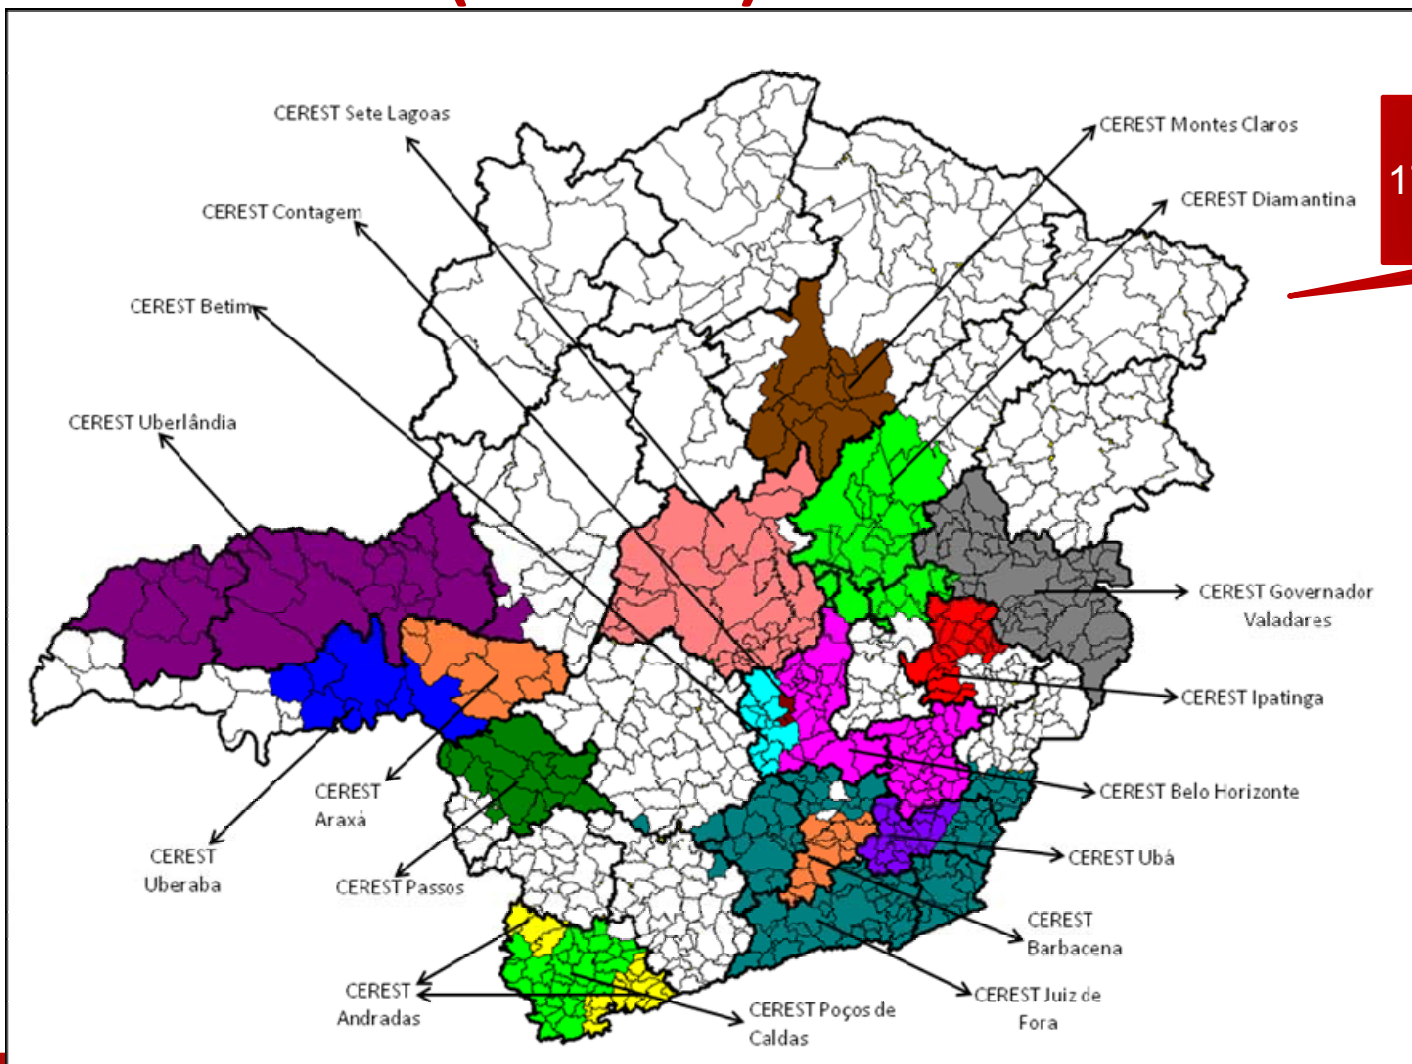 CEREST Sete Lagoas
CEREST Montes Claros
CEREST Contagem
CEREST Diamantina
CEREST Betim
CEREST Uberlândia
CEREST Governador
Valadares
CEREST Ipatinga
CEREST
Araxá
CEREST Belo Horizonte
CEREST
Uberaba
CEREST Ubá
CEREST Passos
CEREST
Barbacena
CEREST
Andradas
CEREST Juiz de
Fora
CEREST Poços de
Caldas